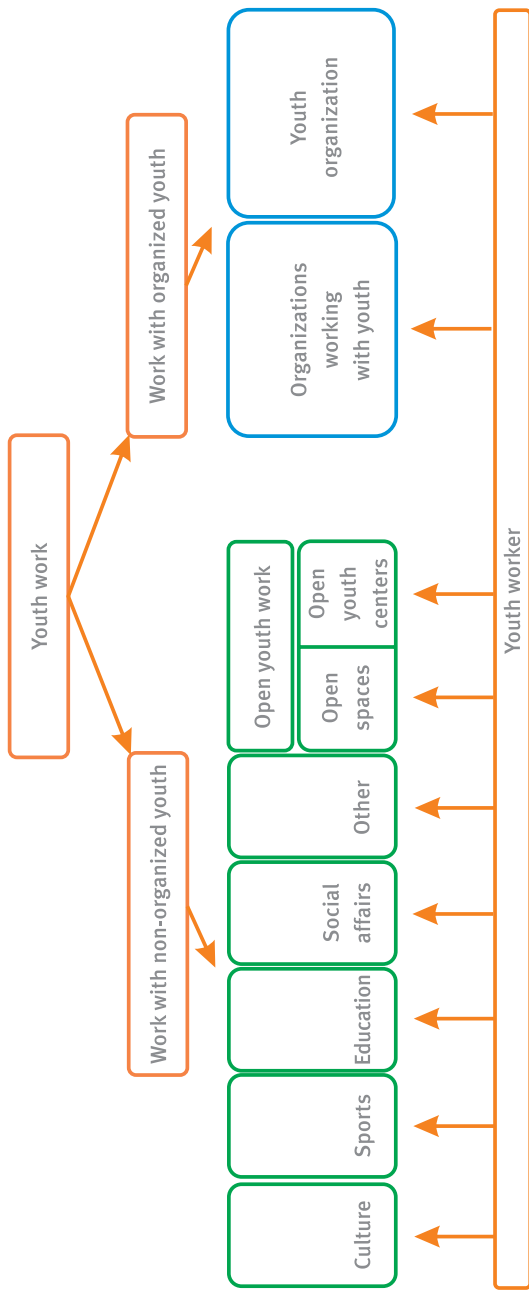 Youth work
Work with non-organized youth
Work with organized youth
Culture
Sports
Education
Social
affairs
Other
Open youth work
Open
spaces
Open
youth
centers
Organizations
working
with youth
Youth
organization
Youth worker